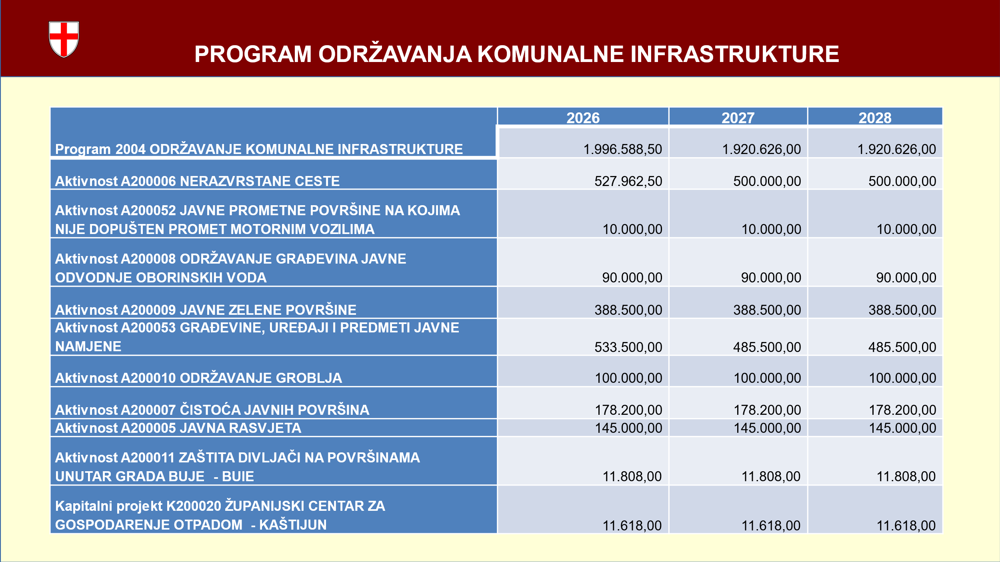 PROGRAM ODRŽAVANJA KOMUNALNE INFRASTRUKTURE
2026 2027 2028
Program 2004 ODRŽAVANJE KOMUNALNE INFRASTRUKTURE 1.996.588,50 1.920.626,00 1.920.626,00
Aktivnost A200006 NERAZVRSTANE CESTE 527.962,50 500.000,00 500.000,00
Aktivnost A200052 JAVNE PROMETNE POVRŠINE NA KOJIMA
NIJE DOPUŠTEN PROMET MOTORNIM VOZILIMA 10.000,00 10.000,00 10.000,00
Aktivnost A200008 ODRŽAVANJE GRAĐEVINA JAVNE
ODVODNJE OBORINSKIH VODA 90.000,00 90.000,00 90.000,00
Aktivnost A200009 JAVNE ZELENE POVRŠINE 388.500,00 388.500,00 388.500,00
Aktivnost A200053 GRAĐEVINE, UREĐAJI I PREDMETI JAVNE
NAMJENE 533.500,00 485.500,00 485.500,00
Aktivnost A200010 ODRŽAVANJE GROBLJA 100.000,00 100.000,00 100.000,00
Aktivnost A200007 ČISTOĆA JAVNIH POVRŠINA 178.200,00 178.200,00 178.200,00
Aktivnost A200005 JAVNA RASVJETA 145.000,00 145.000,00 145.000,00
Aktivnost A200011 ZAŠTITA DIVLJAČI NA POVRŠINAMA
UNUTAR GRADA BUJE - BUIE 11.808,00 11.808,00 11.808,00
Kapitalni projekt K200020 ŽUPANIJSKI CENTAR ZA
GOSPODARENJE OTPADOM - KAŠTIJUN 11.618,00 11.618,00 11.618,00